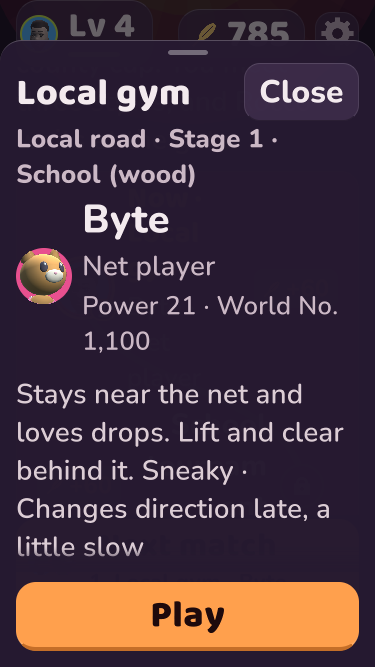 Lv 4
785
Local gym
Close
Local road · Stage 1 ·
School (wood)
Byte
Net player
Power 21 · World No.
1,100
Stays near the net and
loves drops. Lift and clear
behind it. Sneaky ·
Changes direction late, a
little slow
Play